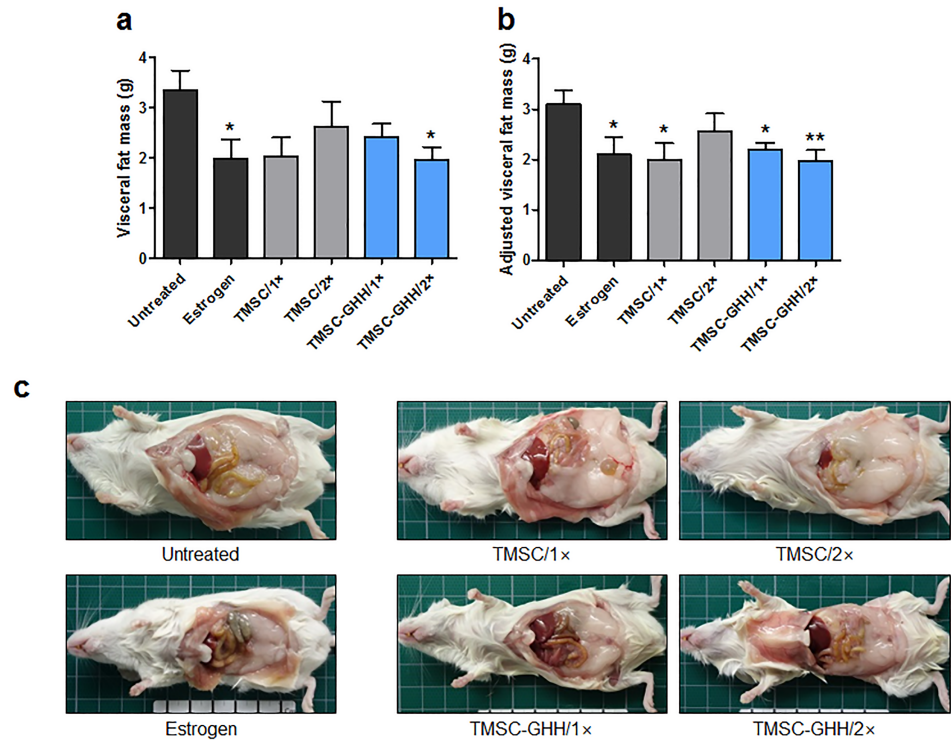 a
Visceral fat mass (g)
4
3
2
1
0
*
*
Untreated
Estrogen
TMSC/1×
TMSC/2×
TMSC-GHH/1×
TMSC-GHH/2×
b
Adjusted visceral fat mass (g)
4
3
2
1
0
*
*
*
**
Untreated
Estrogen
TMSC/1×
TMSC/2×
TMSC-GHH/1×
TMSC-GHH/2×
c
Untreated
TMSC/1×
TMSC/2×
Estrogen
TMSC-GHH/1×
TMSC-GHH/2×